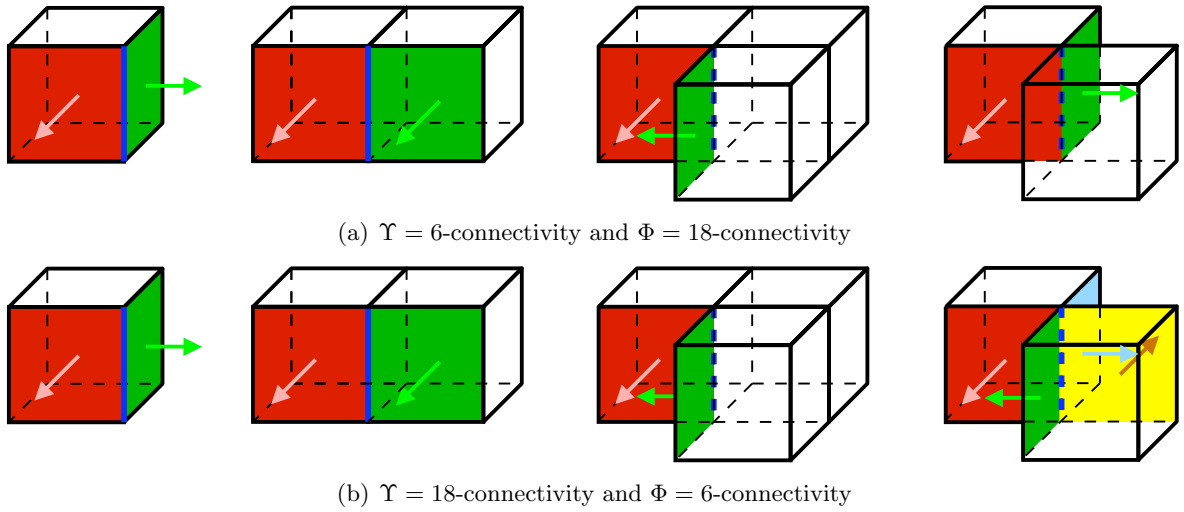 (a) ϒ = 6-connectivity and Φ = 18-connectivity
(b) ϒ = 18-connectivity and Φ = 6-connectivity